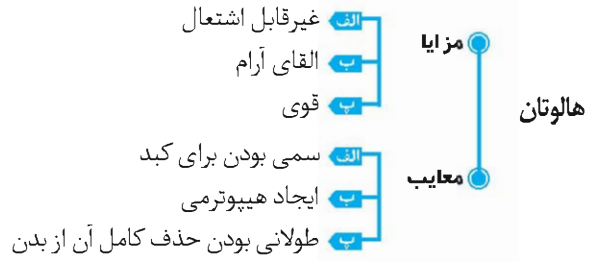 هالوتان
مزایا
الف غیرقابل اشتعال
ب القای آرام
پ قوی
معایب
الف سمی بودن برای کبد
ب ایجاد هیپوترمی
پ طولانی بودن حذف کامل آن از بدن